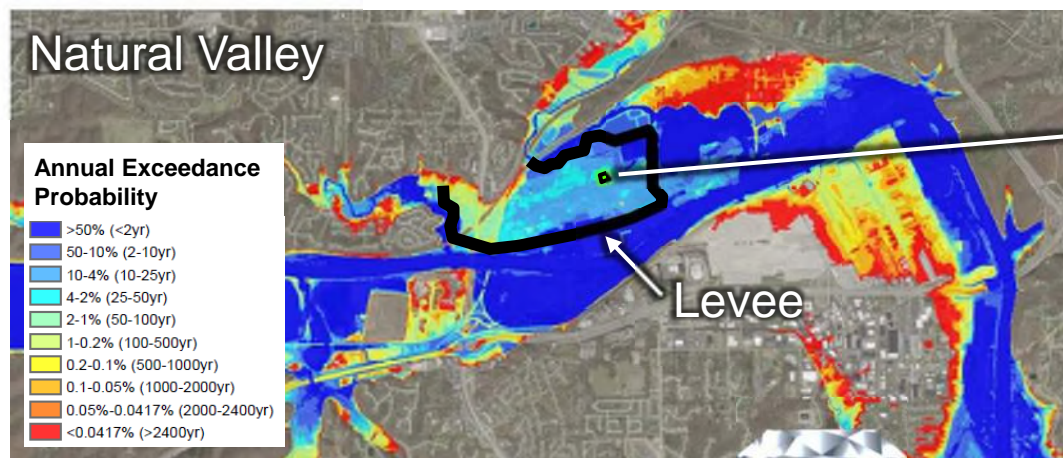 Natural Valley
Annual Exceedance
Probability
>50% (<2yr)
50-10% (2-10yr)
10-4% (10-25yr)
4-2% (25-50yr)
2-1% (50-100yr)
1-0.2% (100-500yr)
0.2-0.1% (500-1000yr)
0.1-0.05% (1000-2000yr)
0.05%-0.0417% (2000-2400yr)
<0.0417% (>2400yr)
Levee